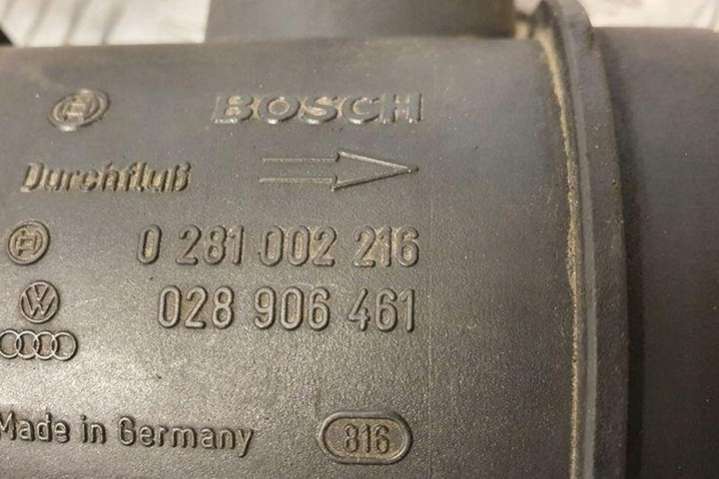 BOSCH
Durchfluß
0 281 002 216
028 906 461
Made in Germany
816